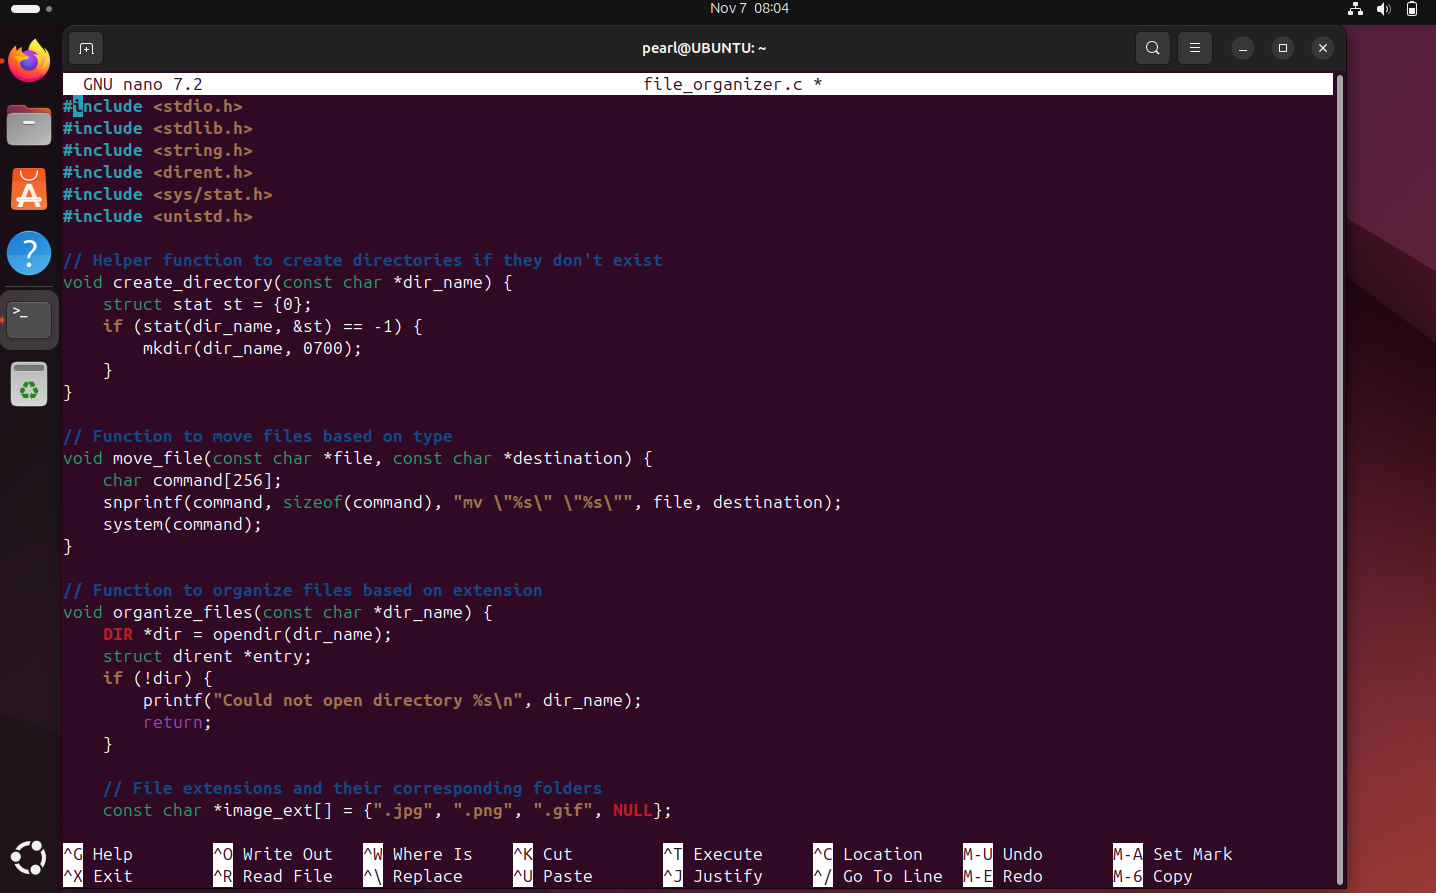 Nov 7 08:04
pearl@UBUNTU: ~
GNU nano 7.2 file_organizer.c *
#include <stdio.h>
#include <stdlib.h>
#include <string.h>
#include <dirent.h>
#include <sys/stat.h>
#include <unistd.h>
// Helper function to create directories if they don't exist
void create_directory(const char *dir_name) {
    struct stat st = {0};
    if (stat(dir_name, &st) == -1) {
        mkdir(dir_name, 0700);
    }
}
// Function to move files based on type
void move_file(const char *file, const char *destination) {
    char command[256];
    snprintf(command, sizeof(command), "mv \"%s\" \"%s\"", file, destination);
    system(command);
}
// Function to organize files based on extension
void organize_files(const char *dir_name) {
    DIR *dir = opendir(dir_name);
    struct dirent *entry;
    if (!dir) {
        printf("Could not open directory %s\n", dir_name);
        return;
    }
    // File extensions and their corresponding folders
    const char *image_ext[] = {".jpg", ".png", ".gif", NULL};
^G Help ^O Write Out ^W Where Is ^K Cut ^T Execute ^C Location M-U Undo M-A Set Mark
^X Exit ^R Read File ^\ Replace ^U Paste ^J Justify ^/ Go To Line M-E Redo M-6 Copy